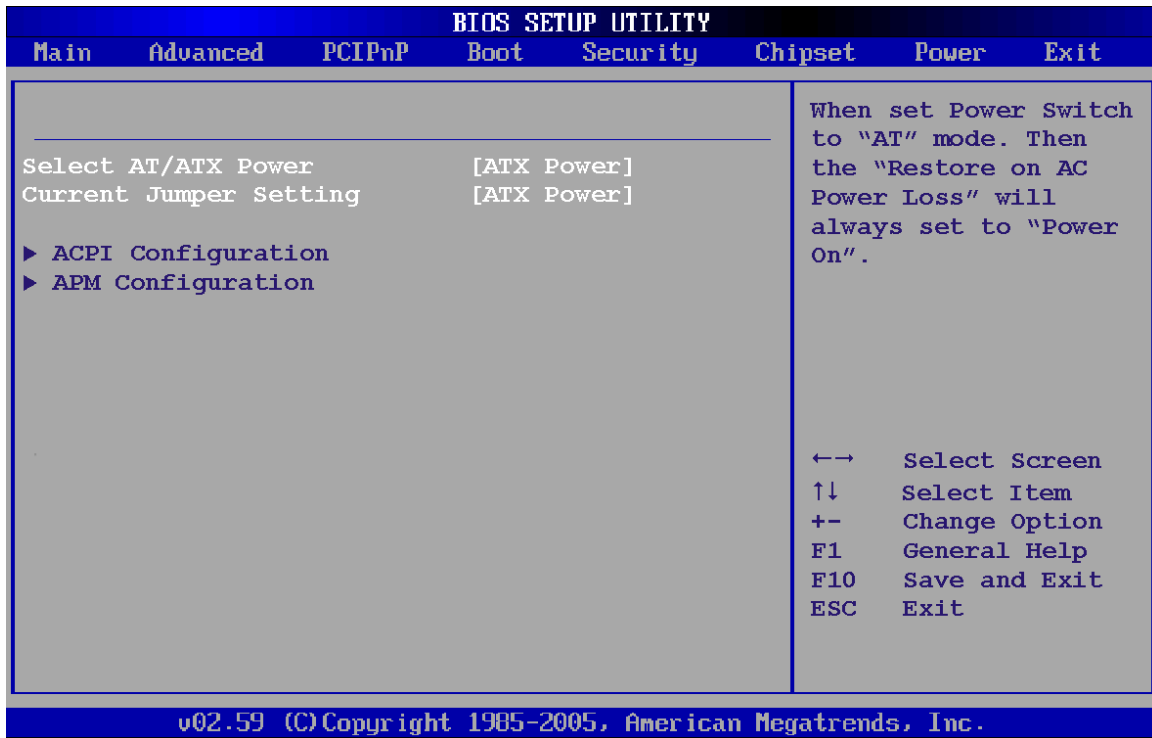 BIOS SETUP UTILITY
Main Advanced PCIPnP Boot Security Chipset Power Exit
Select AT/ATX Power [ATX Power]
Current Jumper Setting [ATX Power]
▶ ACPI Configuration
▶ APM Configuration
When set Power Switch
to "AT" mode. Then
the "Restore on AC
Power Loss" will
always set to "Power
On".
←→ Select Screen
↑↓ Select Item
+- Change Option
F1 General Help
F10 Save and Exit
ESC Exit
v02.59 (C)Copyright 1985-2005, American Megatrends, Inc.